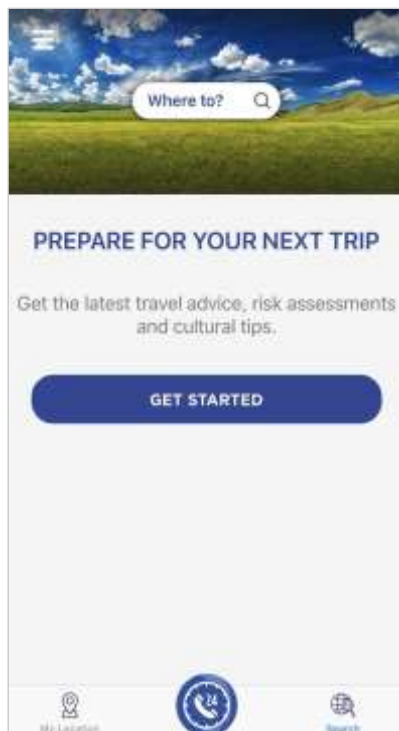 Where to?
PREPARE FOR YOUR NEXT TRIP
Get the latest travel advice, risk assessments
and cultural tips.
GET STARTED
24
My Location
Search